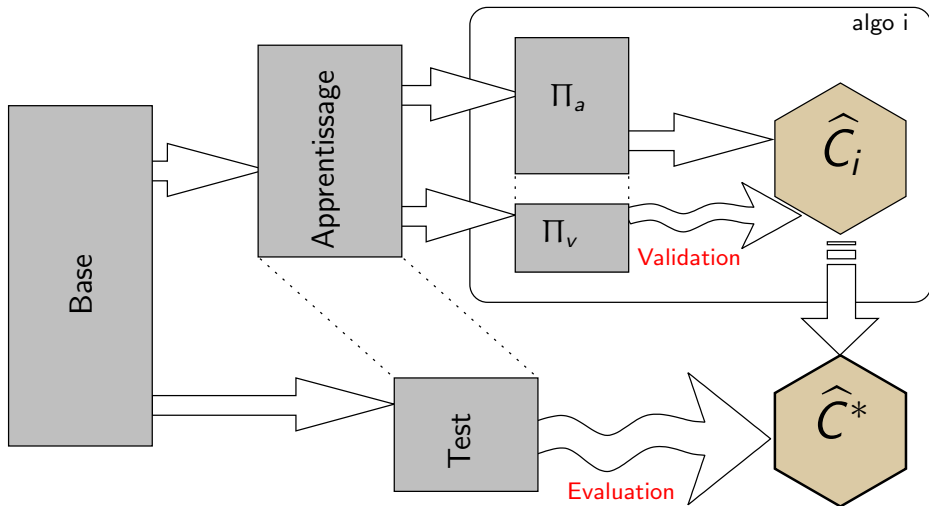 algo i
Base
Apprentissage
Π_a
Π_v
Validation
Ĉ_i
Test
Evaluation
Ĉ*